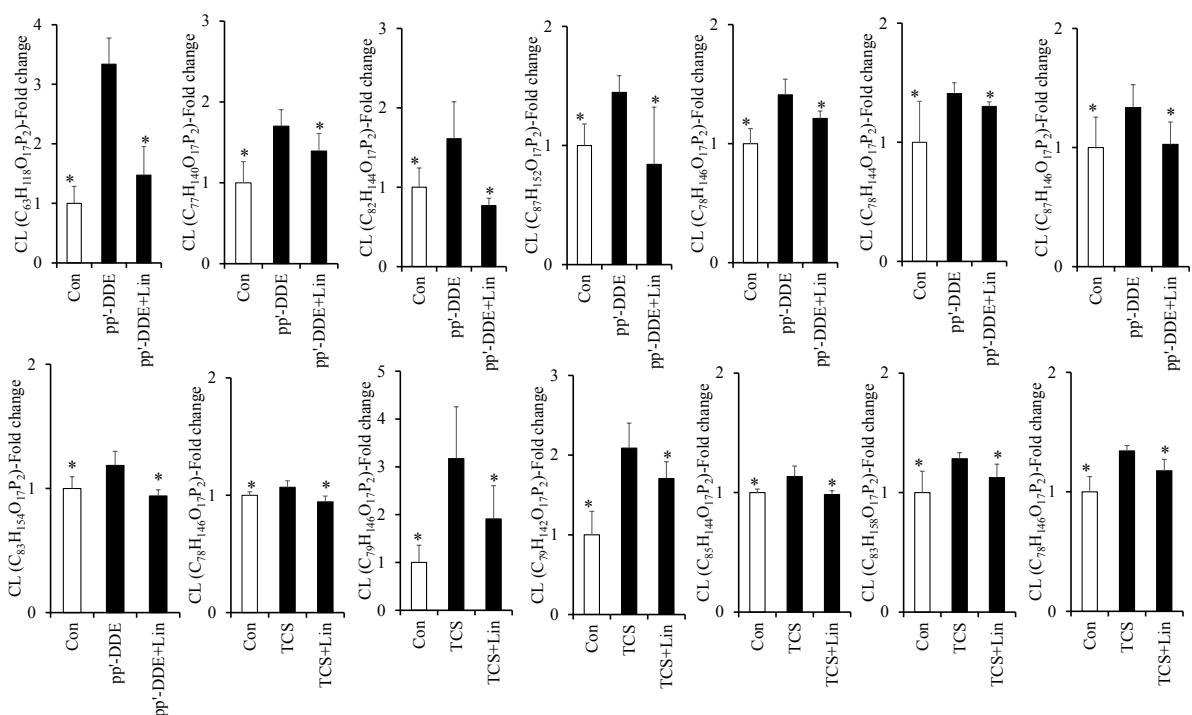 CL (C₆₃H₁₁₈O₁₇P₂)-Fold change
4
3
2
1
0
*
*
Con
pp'-DDE
pp'-DDE+Lin
CL (C₇₇H₁₄₀O₁₇P₂)-Fold change
3
2
1
0
*
*
Con
pp'-DDE
pp'-DDE+Lin
CL (C₈₂H₁₄₄O₁₇P₂)-Fold change
3
2
1
0
*
*
Con
pp'-DDE
pp'-DDE+Lin
CL (C₈₇H₁₅₂O₁₇P₂)-Fold change
2
1
0
*
*
Con
pp'-DDE
pp'-DDE+Lin
CL (C₇₈H₁₄₆O₁₇P₂)-Fold change
2
1
0
*
*
Con
pp'-DDE
pp'-DDE+Lin
CL (C₇₈H₁₄₄O₁₇P₂)-Fold change
2
1
0
*
*
Con
pp'-DDE
pp'-DDE+Lin
CL (C₈₇H₁₄₆O₁₇P₂)-Fold change
2
1
0
*
*
Con
pp'-DDE
pp'-DDE+Lin
CL (C₈₃H₁₅₄O₁₇P₂)-Fold change
2
1
0
*
*
Con
pp'-DDE
pp'-DDE+Lin
CL (C₇₈H₁₄₆O₁₇P₂)-Fold change
2
1
0
*
*
Con
TCS
TCS+Lin
CL (C₇₉H₁₄₆O₁₇P₂)-Fold change
5
4
3
2
1
0
*
*
Con
TCS
TCS+Lin
CL (C₇₉H₁₄₂O₁₇P₂)-Fold change
3
2
1
0
*
*
Con
TCS
TCS+Lin
CL (C₈₅H₁₄₄O₁₇P₂)-Fold change
2
1
0
*
*
Con
TCS
TCS+Lin
CL (C₈₃H₁₅₈O₁₇P₂)-Fold change
2
1
0
*
*
Con
TCS
TCS+Lin
CL (C₇₈H₁₄₆O₁₇P₂)-Fold change
2
1
0
*
*
Con
TCS
TCS+Lin